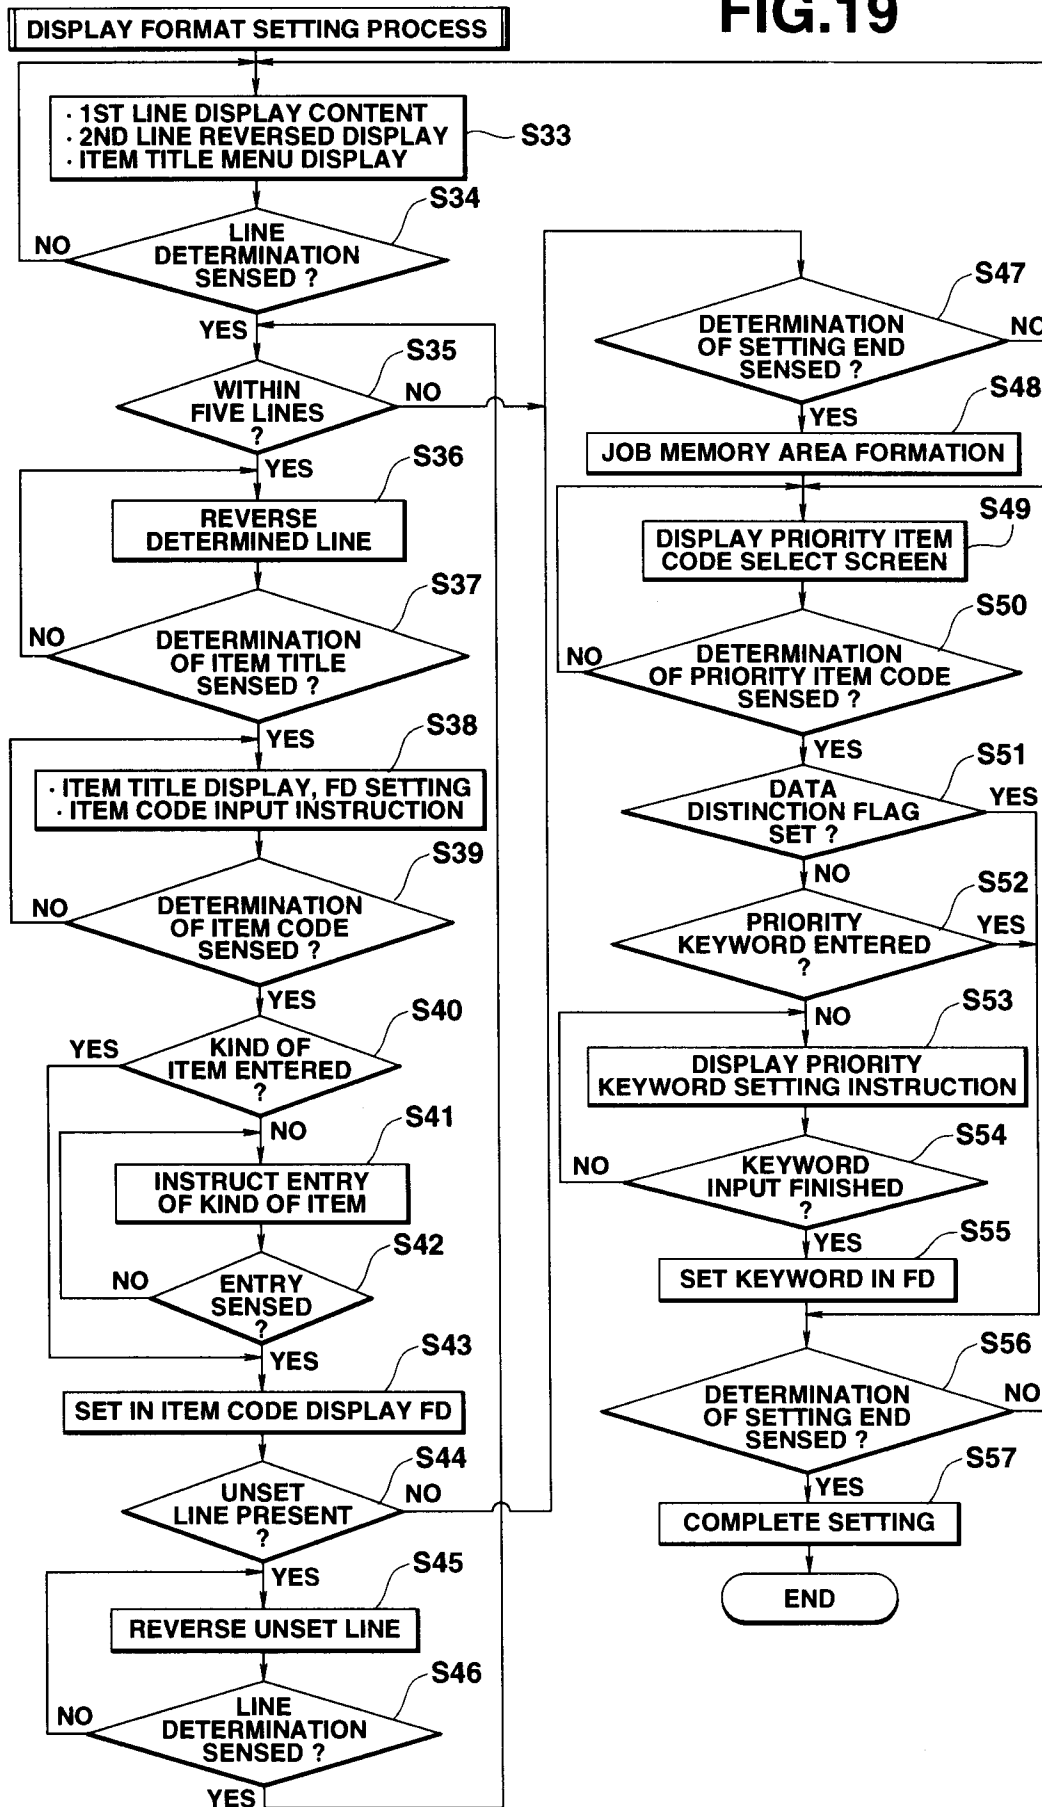 FIG.19
DISPLAY FORMAT SETTING PROCESS
· 1ST LINE DISPLAY CONTENT
· 2ND LINE REVERSED DISPLAY
· ITEM TITLE MENU DISPLAY
S33
S34
LINE
DETERMINATION
SENSED ?
NO
YES
S35
WITHIN
FIVE LINES
?
NO
YES
S36
REVERSE
DETERMINED LINE
S37
DETERMINATION
OF ITEM TITLE
SENSED ?
NO
YES
S38
· ITEM TITLE DISPLAY, FD SETTING
· ITEM CODE INPUT INSTRUCTION
S39
DETERMINATION
OF ITEM CODE
SENSED ?
NO
YES
S40
KIND OF
ITEM ENTERED
?
YES
NO
S41
INSTRUCT ENTRY
OF KIND OF ITEM
S42
ENTRY
SENSED
?
NO
YES
S43
SET IN ITEM CODE DISPLAY FD
S44
UNSET
LINE PRESENT
?
NO
YES
S45
REVERSE UNSET LINE
S46
LINE
DETERMINATION
SENSED ?
NO
YES
S47
DETERMINATION
OF SETTING END
SENSED ?
NO
YES
S48
JOB MEMORY AREA FORMATION
S49
DISPLAY PRIORITY ITEM
CODE SELECT SCREEN
S50
DETERMINATION
OF PRIORITY ITEM CODE
SENSED ?
NO
YES
S51
DATA
DISTINCTION FLAG
SET ?
YES
NO
S52
PRIORITY
KEYWORD ENTERED
?
YES
NO
S53
DISPLAY PRIORITY
KEYWORD SETTING INSTRUCTION
S54
KEYWORD
INPUT FINISHED
?
NO
YES
S55
SET KEYWORD IN FD
S56
DETERMINATION
OF SETTING END
SENSED ?
NO
YES
S57
COMPLETE SETTING
END